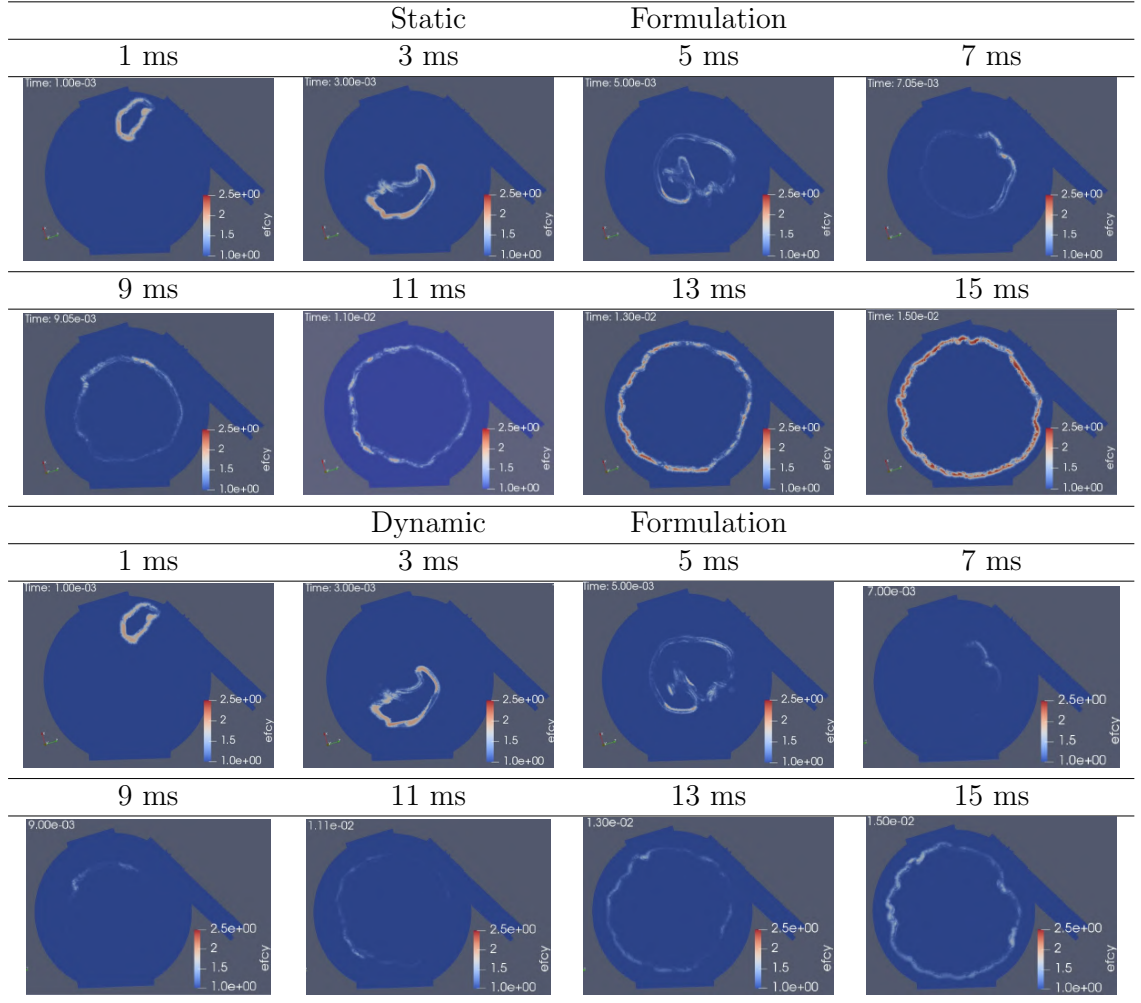 Static Formulation
1 ms 3 ms 5 ms 7 ms
Time: 1.00e-03 Time: 3.00e-03 Time: 5.00e-03 Time: 7.05e-03
2.5e+00 2.5e+00 2.5e+00 2.5e+00
2 2 2 2
1.5 1.5 1.5 1.5
1.0e+00 1.0e+00 1.0e+00 1.0e+00
efcy efcy efcy efcy
9 ms 11 ms 13 ms 15 ms
Time: 9.05e-03 Time: 1.10e-02 Time: 1.30e-02 Time: 1.50e-02
2.5e+00 2.5e+00 2.5e+00 2.5e+00
2 2 2 2
1.5 1.5 1.5 1.5
1.0e+00 1.0e+00 1.0e+00 1.0e+00
efcy efcy efcy efcy
Dynamic Formulation
1 ms 3 ms 5 ms 7 ms
Time: 1.00e-03 Time: 3.00e-03 Time: 5.00e-03 7.00e-03
2.5e+00 2.5e+00 2.5e+00 2.5e+00
2 2 2 2
1.5 1.5 1.5 1.5
1.0e+00 1.0e+00 1.0e+00 1.0e+00
efcy efcy efcy efcy
9 ms 11 ms 13 ms 15 ms
9.00e-03 1.11e-02 1.30e-02 1.50e-02
2.5e+00 2.5e+00 2.5e+00 2.5e+00
2 2 2 2
1.5 1.5 1.5 1.5
1.0e+00 1.0e+00 1.0e+00 1.0e+00
efcy efcy efcy efcy